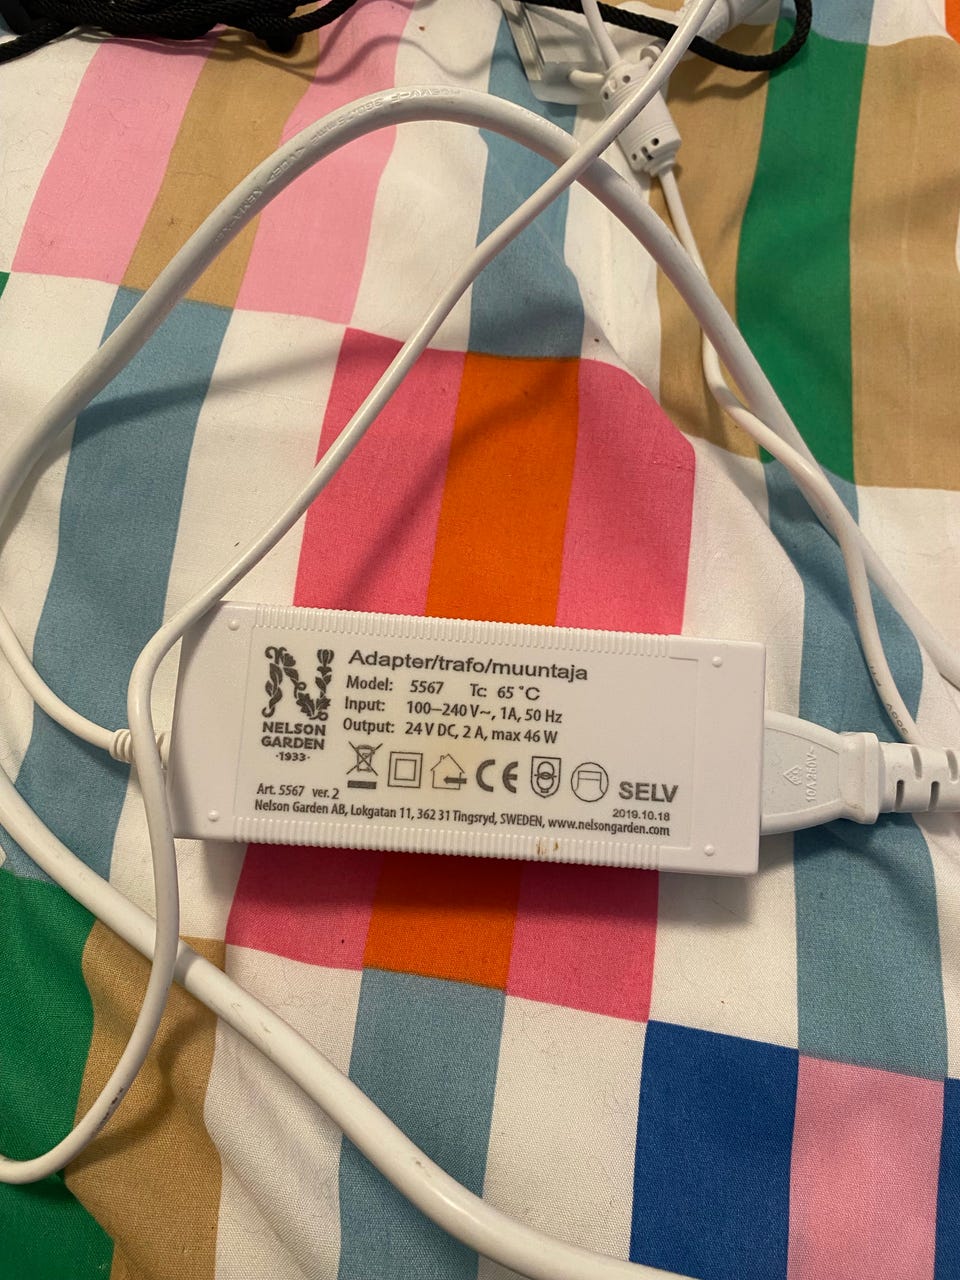 NELSON
GARDEN
·1933·
Adapter/trafo/muuntaja
Model: 5567 Tc: 65 °C
Input: 100–240 V~, 1A, 50 Hz
Output: 24 V DC, 2 A, max 46 W
SELV
Art. 5567 ver. 2
2019.10.18
Nelson Garden AB, Lokgatan 11, 362 31 Tingsryd, SWEDEN, www.nelsongarden.com
10A 250V~